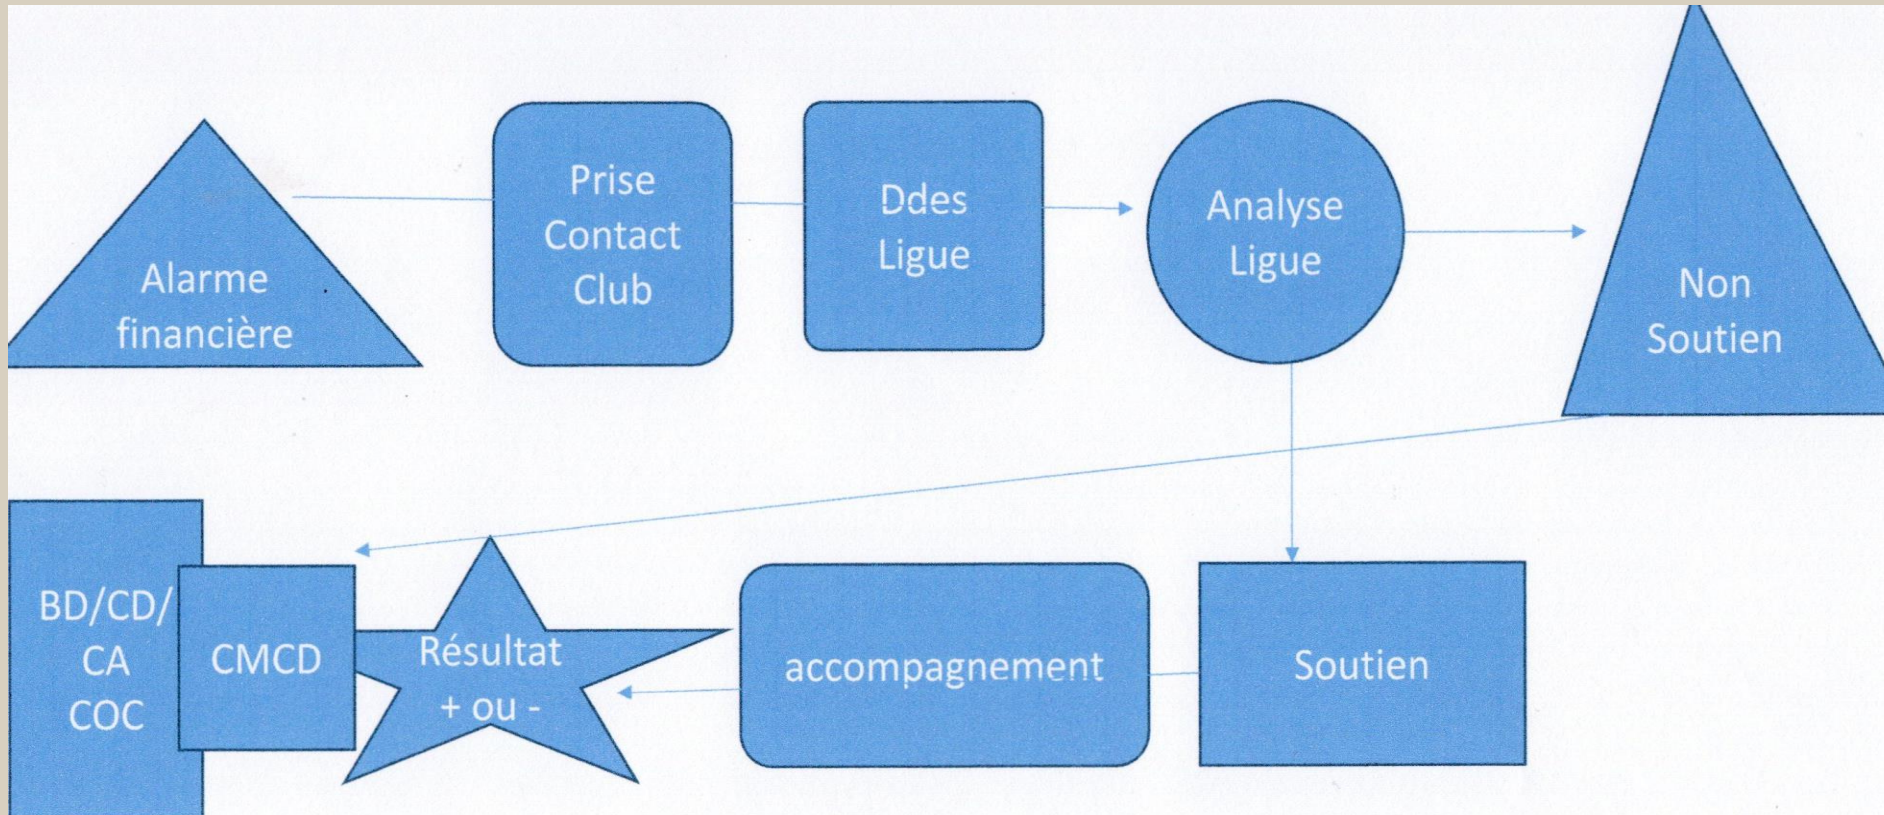 Alarme
financière
Prise
Contact
Club
Ddes
Ligue
Analyse
Ligue
Non
Soutien
BD/CD/
CA
COC
CMCD
Résultat
+ ou -
accompagnement
Soutien